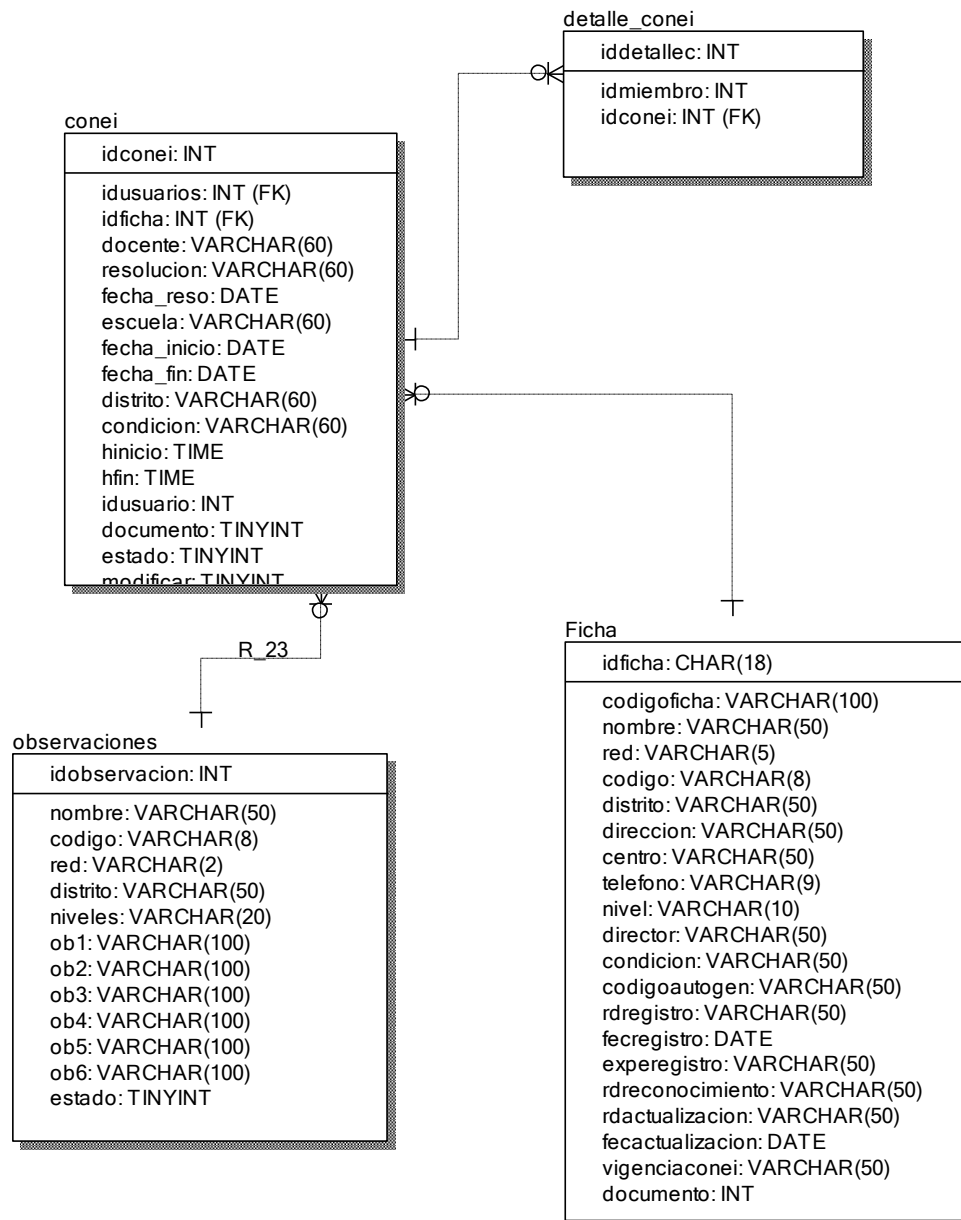 detalle_conei
iddetallec: INT
idmiembro: INT
idconei: INT (FK)
conei
idconei: INT
idusuarios: INT (FK)
idficha: INT (FK)
docente: VARCHAR(60)
resolucion: VARCHAR(60)
fecha_reso: DATE
escuela: VARCHAR(60)
fecha_inicio: DATE
fecha_fin: DATE
distrito: VARCHAR(60)
condicion: VARCHAR(60)
hinicio: TIME
hfin: TIME
idusuario: INT
documento: TINYINT
estado: TINYINT
modificar: TINYINT
R_23
observaciones
idobservacion: INT
nombre: VARCHAR(50)
codigo: VARCHAR(8)
red: VARCHAR(2)
distrito: VARCHAR(50)
niveles: VARCHAR(20)
ob1: VARCHAR(100)
ob2: VARCHAR(100)
ob3: VARCHAR(100)
ob4: VARCHAR(100)
ob5: VARCHAR(100)
ob6: VARCHAR(100)
estado: TINYINT
Ficha
idficha: CHAR(18)
codigoficha: VARCHAR(100)
nombre: VARCHAR(50)
red: VARCHAR(5)
codigo: VARCHAR(8)
distrito: VARCHAR(50)
direccion: VARCHAR(50)
centro: VARCHAR(50)
telefono: VARCHAR(9)
nivel: VARCHAR(10)
director: VARCHAR(50)
condicion: VARCHAR(50)
codigoautogen: VARCHAR(50)
rdregistro: VARCHAR(50)
fecregistro: DATE
experegistro: VARCHAR(50)
rdreconocimiento: VARCHAR(50)
rdactualizacion: VARCHAR(50)
fecactualizacion: DATE
vigenciaconei: VARCHAR(50)
documento: INT